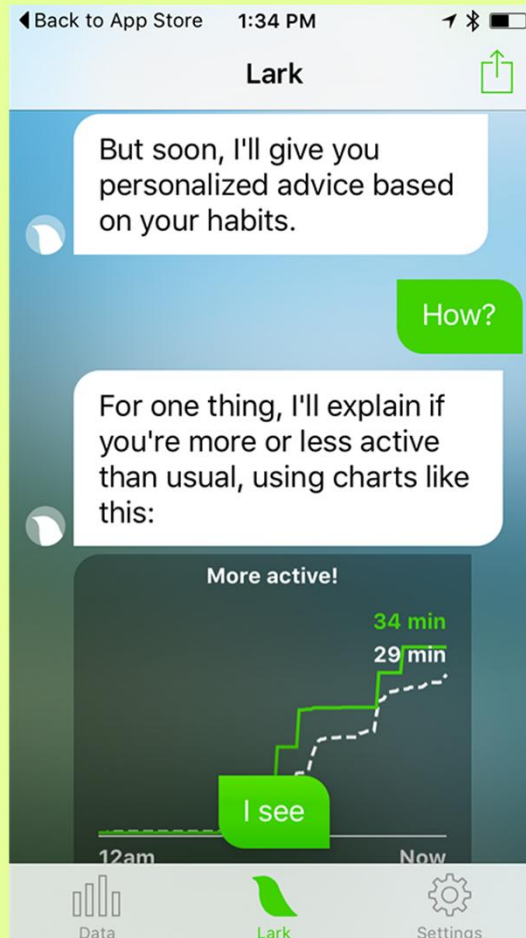 Back to App Store 1:34 PM
Lark
But soon, I'll give you
personalized advice based
on your habits.
How?
For one thing, I'll explain if
you're more or less active
than usual, using charts like
this:
More active!
34 min
29 min
I see
12am Now
Data Lark Settings